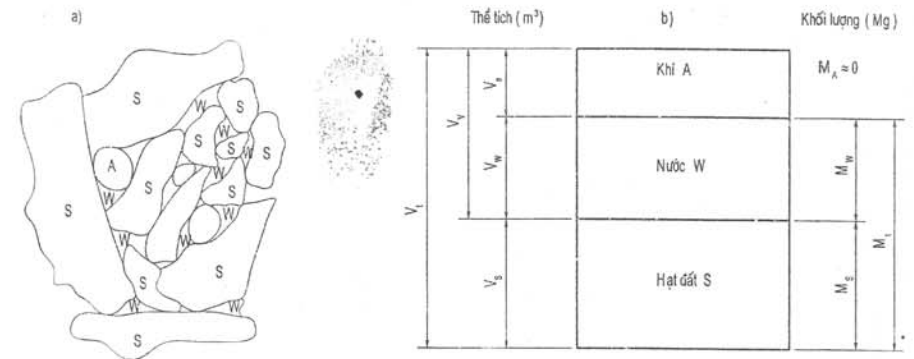 a)
S
W
S
W
S
W
S
S
W
A
S
W
W
S
S
W
W
W
S
S
W
W
S
Thể tích ( m³ )
b)
Khối lượng ( Mg )
Khí A
M_A ≈ 0
V_a
V_v
V_w
Nước W
M_w
V_t
M_t
V_s
Hạt đất S
M_s